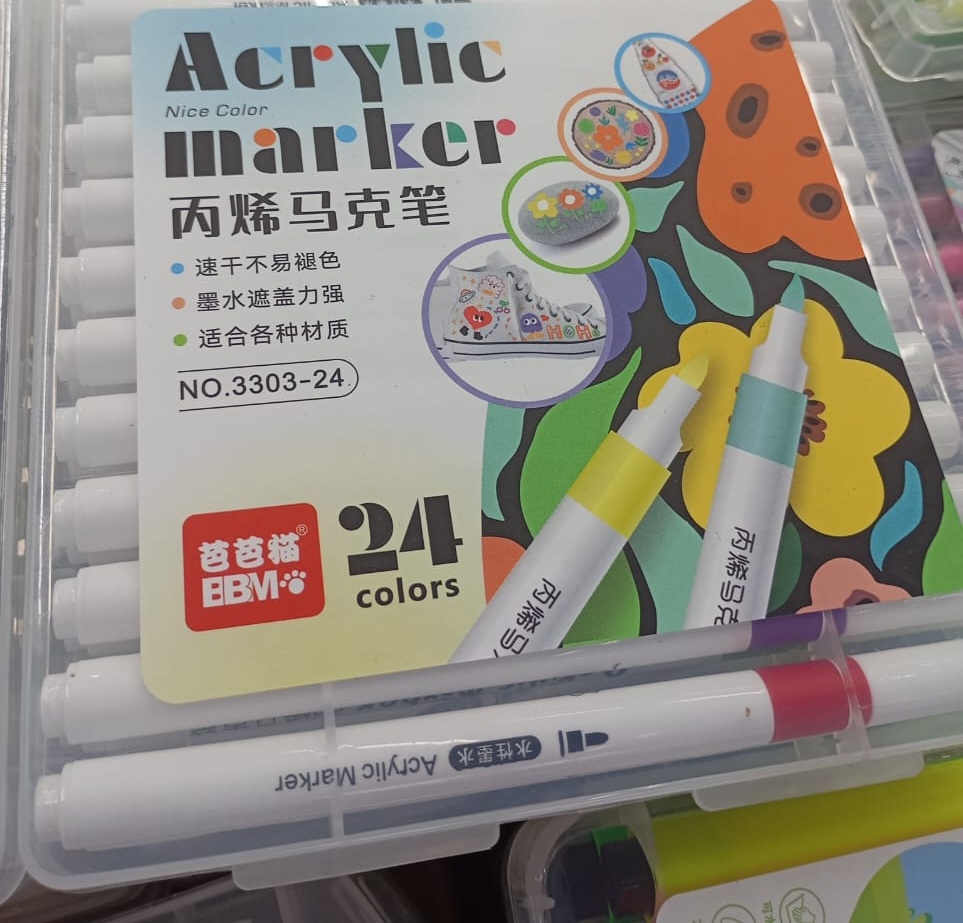 Acrylic
Nice Color
marker
丙烯马克笔
速干不易褪色
墨水遮盖力强
适合各种材质
NO.3303-24
芭芭猫®
BBM
24
colors
丙烯马克
丙烯马
Acrylic Marker 水性墨水